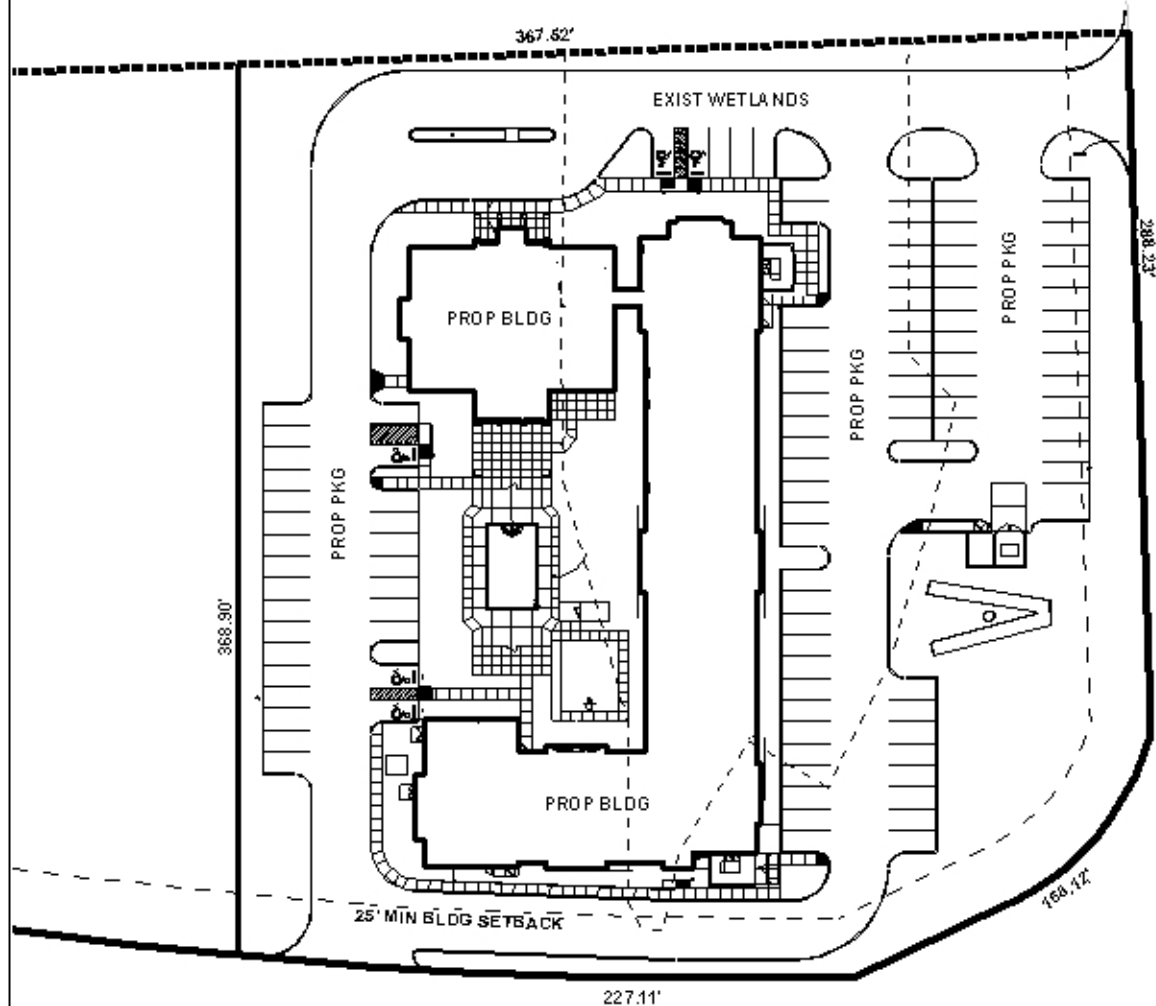 367.52'
EXIST WETLANDS
288.23'
PROP BLDG
PROP PKG
PROP PKG
PROP PKG
368.90'
PROP BLDG
168.12'
25' MIN BLDG SETBACK
227.11'